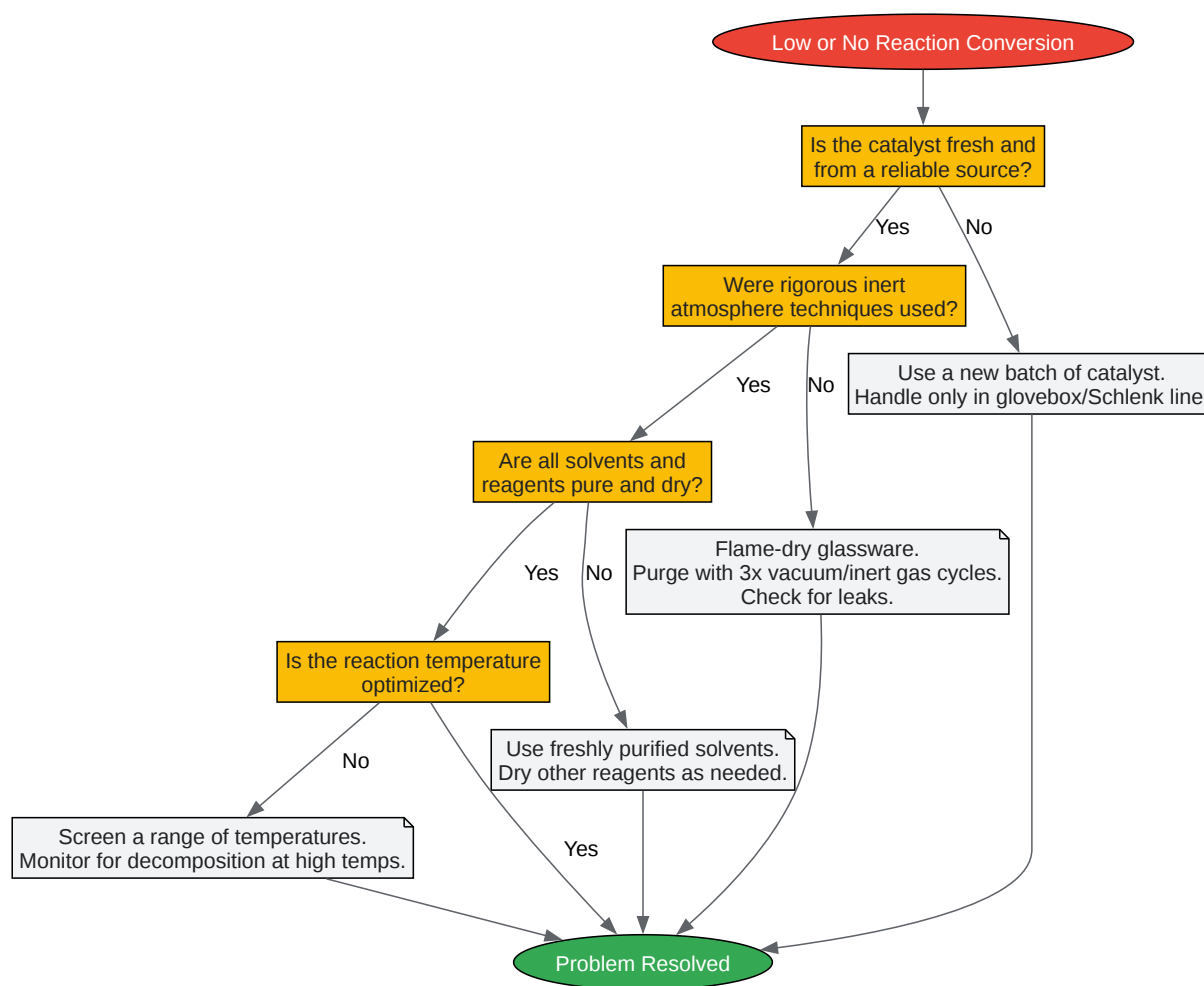 Low or No Reaction Conversion
Is the catalyst fresh and
from a reliable source?
Yes
No
Were rigorous inert
atmosphere techniques used?
Use a new batch of catalyst.
Handle only in glovebox/Schlenk line
Yes
No
Are all solvents and
reagents pure and dry?
Flame-dry glassware.
Purge with 3x vacuum/inert gas cycles.
Check for leaks.
Yes
No
Is the reaction temperature
optimized?
Use freshly purified solvents.
Dry other reagents as needed.
No
Yes
Screen a range of temperatures.
Monitor for decomposition at high temps.
Problem Resolved